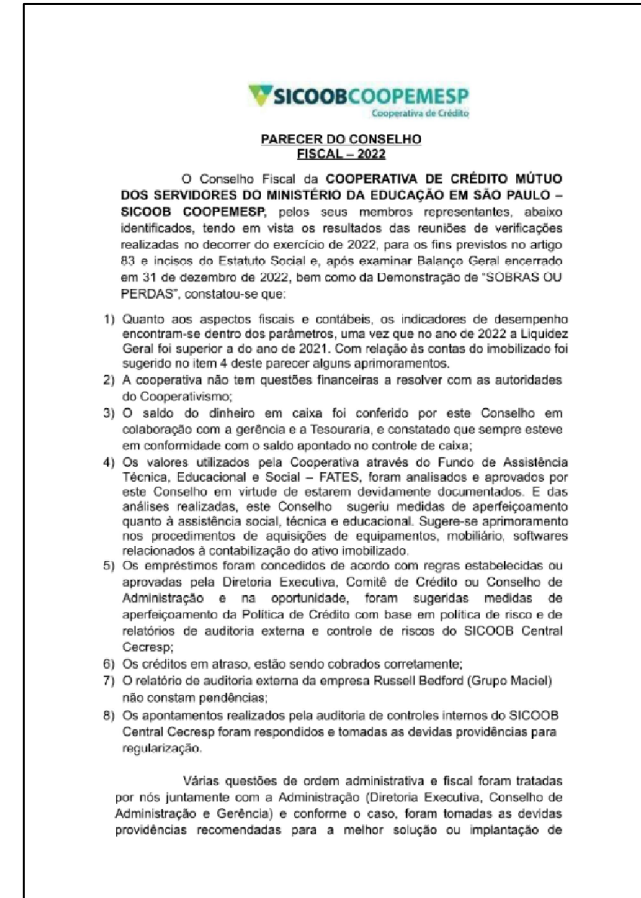 SICOOBCOOPEMESP
Cooperativa de Crédito
PARECER DO CONSELHO
FISCAL – 2022
O Conselho Fiscal da COOPERATIVA DE CRÉDITO MÚTUO
DOS SERVIDORES DO MINISTÉRIO DA EDUCAÇÃO EM SÃO PAULO –
SICOOB COOPEMESP, pelos seus membros representantes, abaixo
identificados, tendo em vista os resultados das reuniões de verificações
realizadas no decorrer do exercício de 2022, para os fins previstos no artigo
83 e incisos do Estatuto Social e, após examinar Balanço Geral encerrado
em 31 de dezembro de 2022, bem como da Demonstração de "SOBRAS OU
PERDAS", constatou-se que:
1) Quanto aos aspectos fiscais e contábeis, os indicadores de desempenho
encontram-se dentro dos parâmetros, uma vez que no ano de 2022 a Liquidez
Geral foi superior a do ano de 2021. Com relação às contas do imobilizado foi
sugerido no item 4 deste parecer alguns aprimoramentos.
2) A cooperativa não tem questões financeiras a resolver com as autoridades
do Cooperativismo;
3) O saldo do dinheiro em caixa foi conferido por este Conselho em
colaboração com a gerência e a Tesouraria, e constatado que sempre esteve
em conformidade com o saldo apontado no controle de caixa;
4) Os valores utilizados pela Cooperativa através do Fundo de Assistência
Técnica, Educacional e Social – FATES, foram analisados e aprovados por
este Conselho em virtude de estarem devidamente documentados. E das
análises realizadas, este Conselho sugeriu medidas de aperfeiçoamento
quanto à assistência social, técnica e educacional. Sugere-se aprimoramento
nos procedimentos de aquisições de equipamentos, mobiliário, softwares
relacionados à contabilização do ativo imobilizado.
5) Os empréstimos foram concedidos de acordo com regras estabelecidas ou
aprovadas pela Diretoria Executiva, Comitê de Crédito ou Conselho de
Administração e na oportunidade, foram sugeridas medidas de
aperfeiçoamento da Política de Crédito com base em política de risco e de
relatórios de auditoria externa e controle de riscos do SICOOB Central
Cecresp;
6) Os créditos em atraso, estão sendo cobrados corretamente;
7) O relatório de auditoria externa da empresa Russell Bedford (Grupo Maciel)
não constam pendências;
8) Os apontamentos realizados pela auditoria de controles internos do SICOOB
Central Cecresp foram respondidos e tomadas as devidas providências para
regularização.
Várias questões de ordem administrativa e fiscal foram tratadas
por nós juntamente com a Administração (Diretoria Executiva, Conselho de
Administração e Gerência) e conforme o caso, foram tomadas as devidas
providências recomendadas para a melhor solução ou implantação de